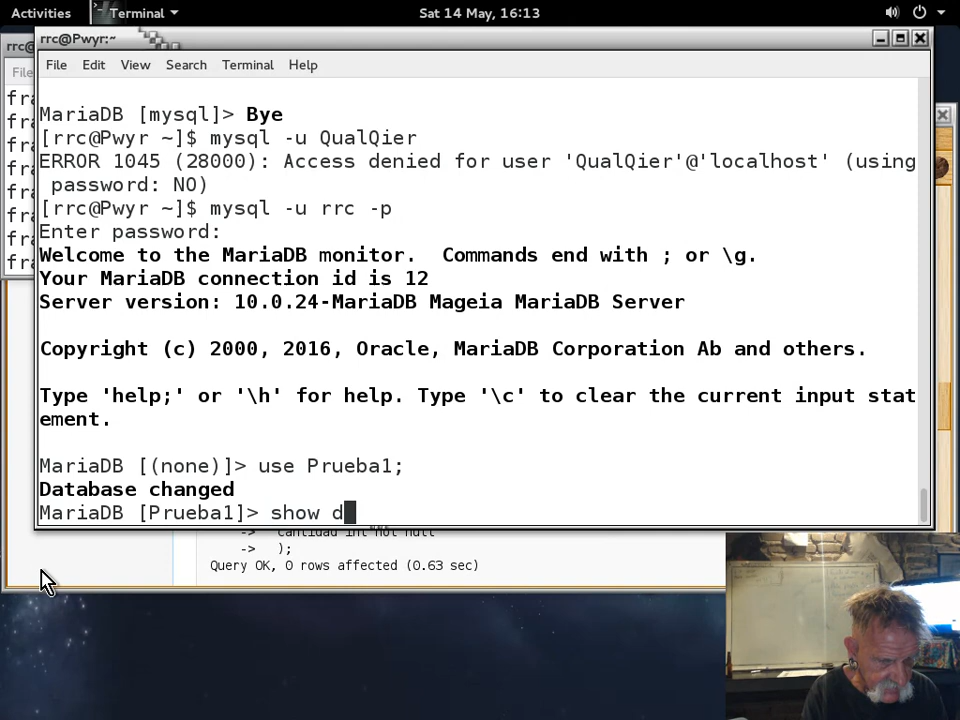 Activities Terminal Sat 14 May, 16:13
rrc@Pwyr:~
File Edit View Search Terminal Help
MariaDB [mysql]> Bye
[rrc@Pwyr ~]$ mysql -u QualQier
ERROR 1045 (28000): Access denied for user 'QualQier'@'localhost' (using
password: NO)
[rrc@Pwyr ~]$ mysql -u rrc -p
Enter password:
Welcome to the MariaDB monitor.  Commands end with ; or \g.
Your MariaDB connection id is 12
Server version: 10.0.24-MariaDB Mageia MariaDB Server
Copyright (c) 2000, 2016, Oracle, MariaDB Corporation Ab and others.
Type 'help;' or '\h' for help. Type '\c' to clear the current input stat
ement.
MariaDB [(none)]> use Prueba1;
Database changed
MariaDB [Prueba1]> show d
-> cantidad int not null
-> );
Query OK, 0 rows affected (0.63 sec)